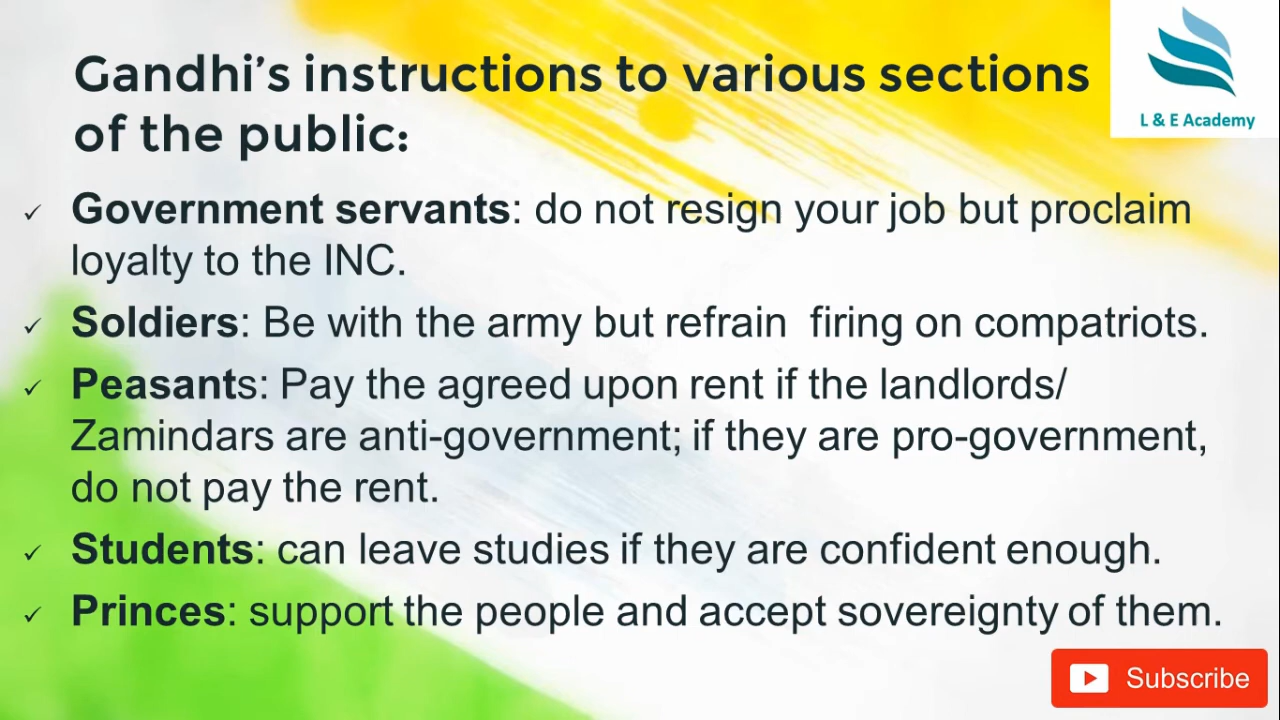 Gandhi's instructions to various sections
of the public:
L & E Academy
✓ Government servants: do not resign your job but proclaim
loyalty to the INC.
✓ Soldiers: Be with the army but refrain  firing on compatriots.
✓ Peasants: Pay the agreed upon rent if the landlords/
Zamindars are anti-government; if they are pro-government,
do not pay the rent.
✓ Students: can leave studies if they are confident enough.
✓ Princes: support the people and accept sovereignty of them.
Subscribe